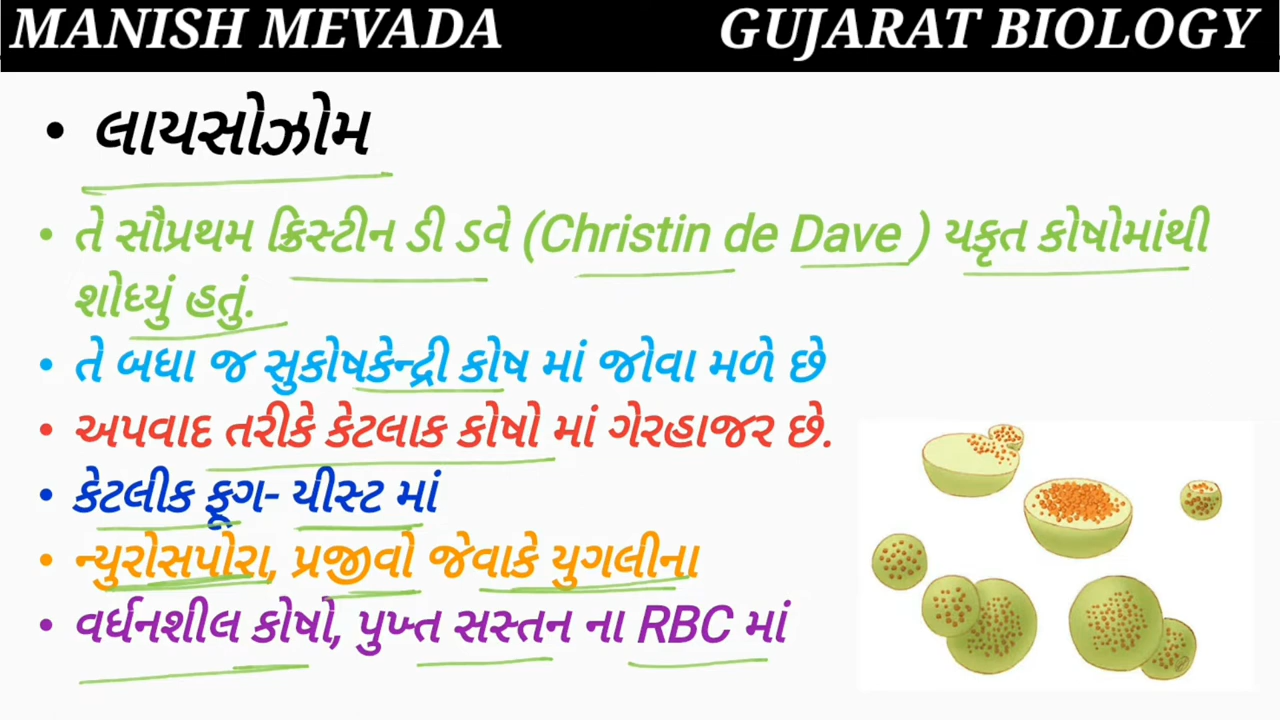 MANISH MEVADA GUJARAT BIOLOGY
• લાયસોઝોમ
• તે સૌપ્રથમ ક્રિસ્ટીન ડી ડવે (Christin de Dave ) યકૃત કોષોમાંથી
શોધ્યું હતું.
• તે બધા જ સુકોષકેન્દ્રી કોષ માં જોવા મળે છે
• અપવાદ તરીકે કેટલાક કોષો માં ગેરહાજર છે.
• કેટલીક ફૂગ- યીસ્ટ માં
• ન્યુરોસપોરા, પ્રજીવો જેવાકે યુગલીના
• વર્ધનશીલ કોષો, પુખ્ત સસ્તન ના RBC માં